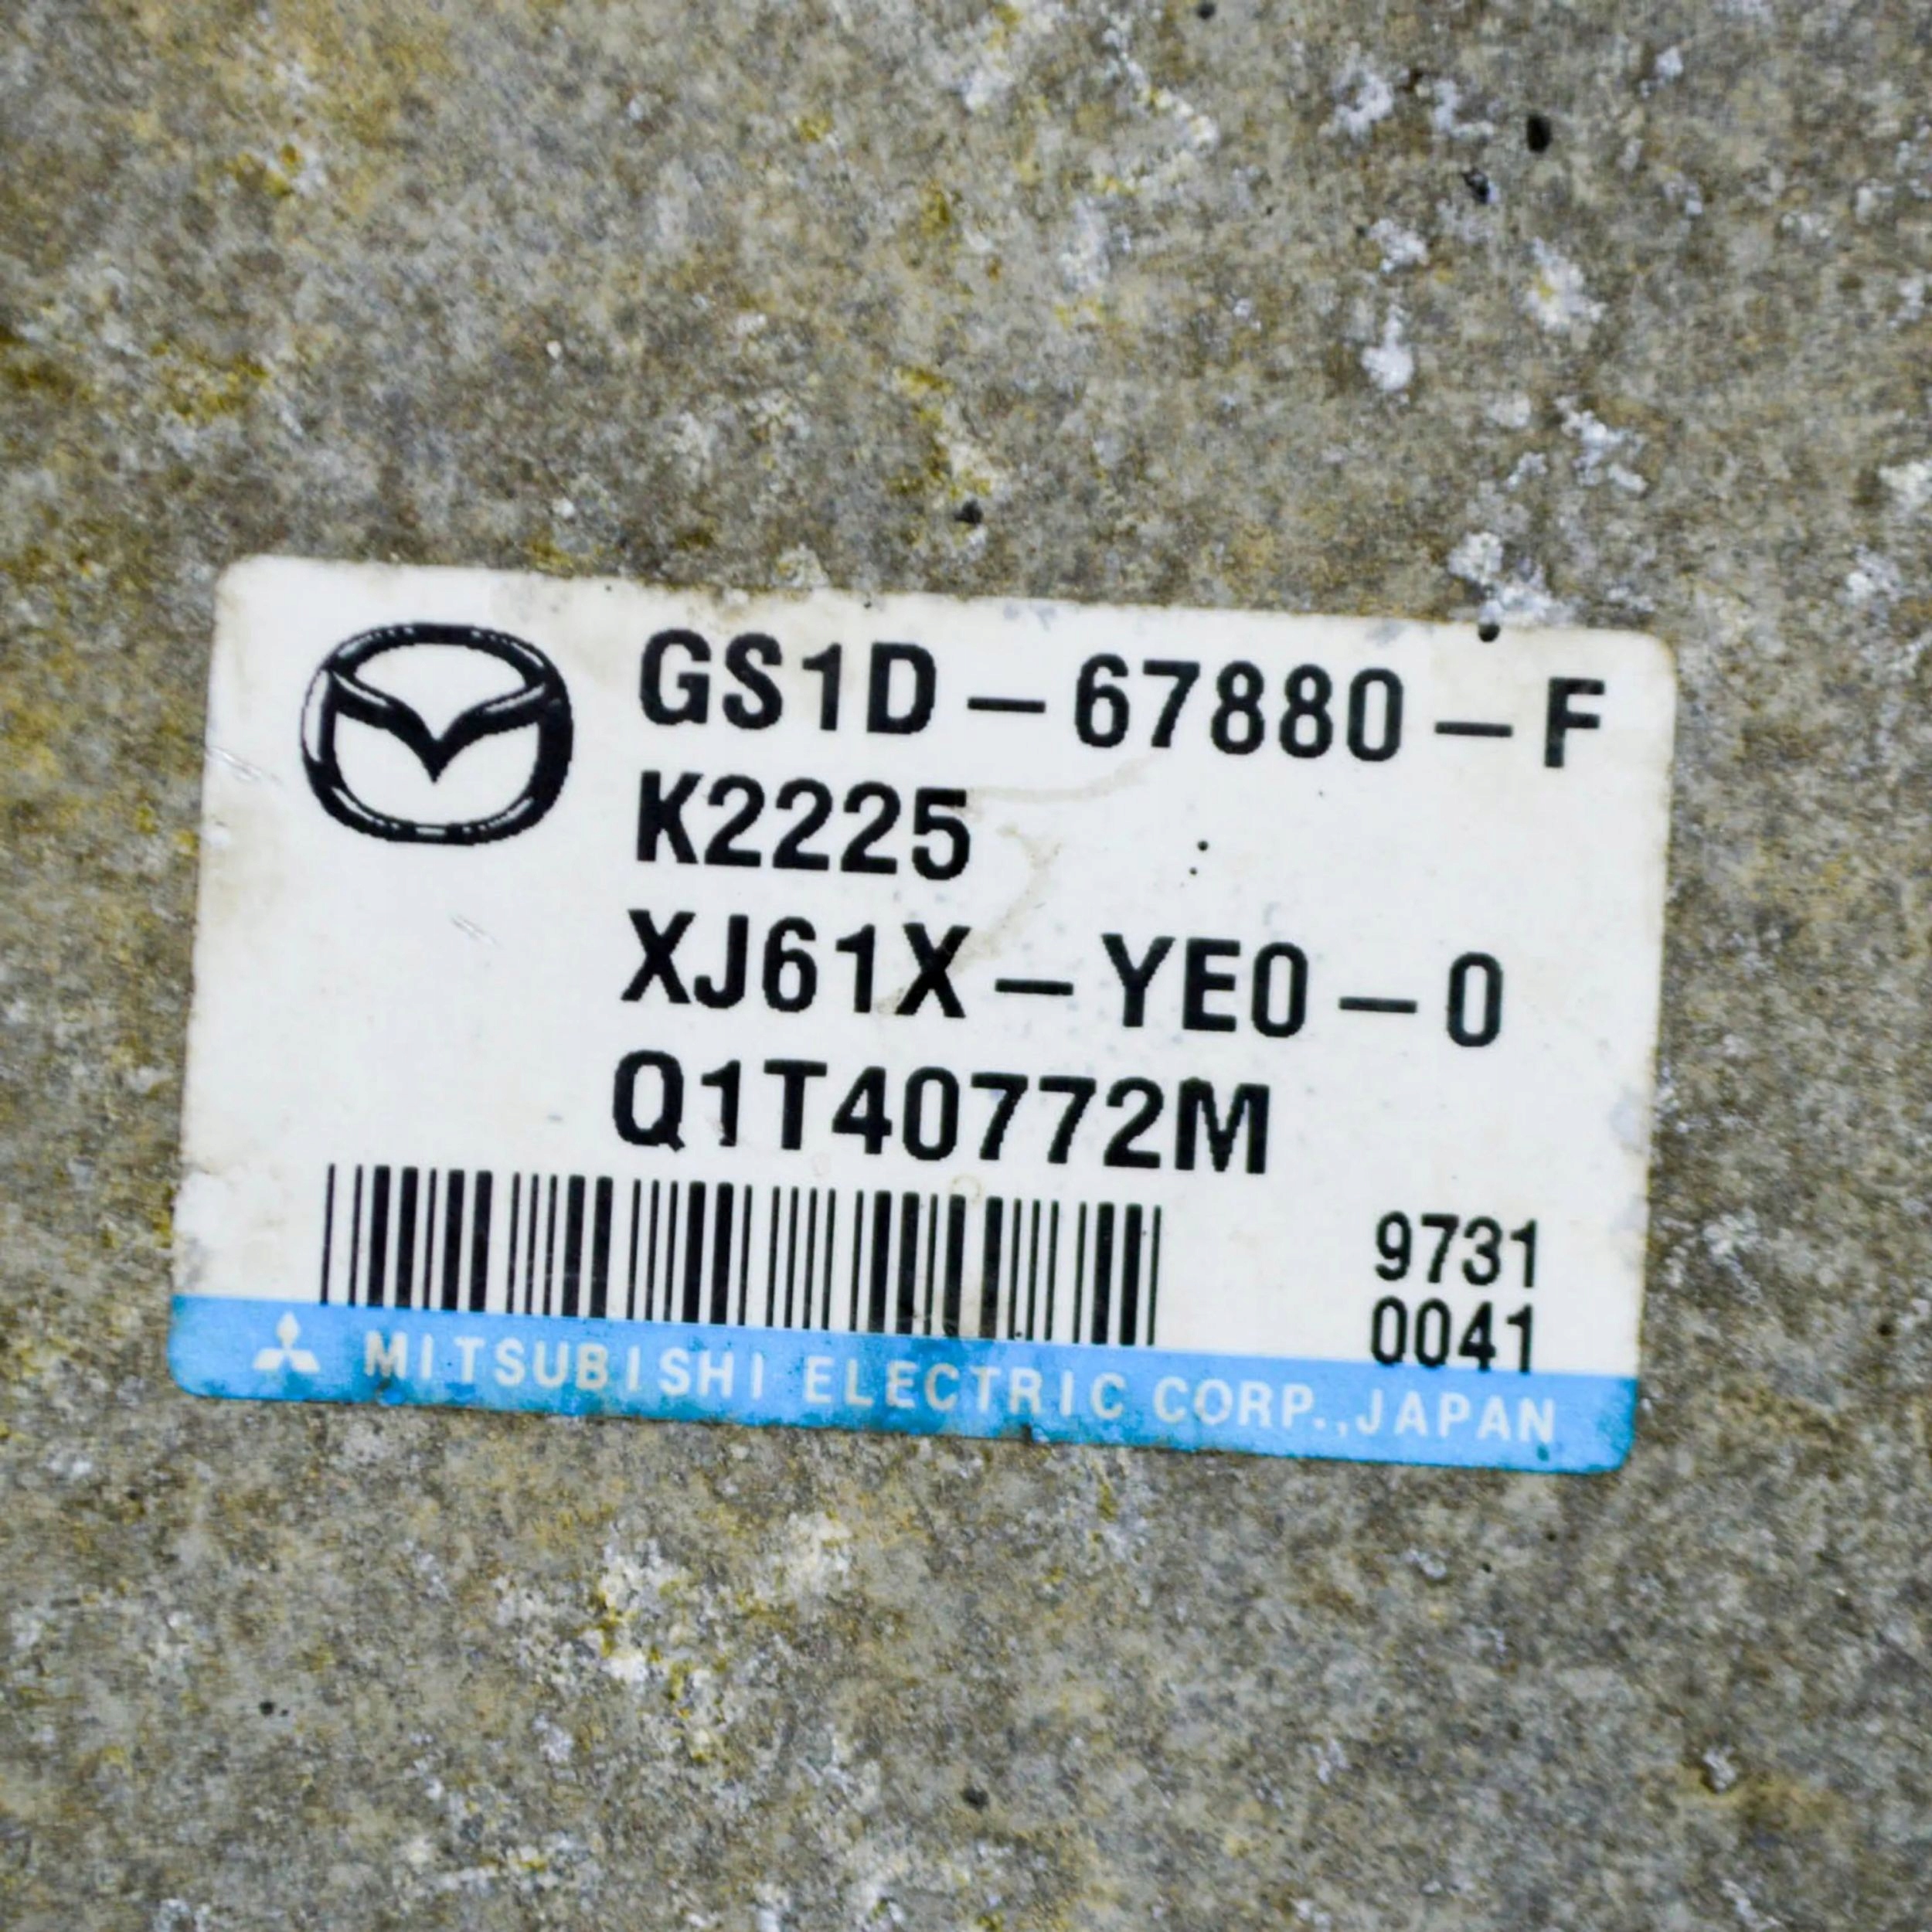 GS1D-67880-F
K2225
XJ61X-YE0-0
Q1T40772M
9731
0041
MITSUBISHI ELECTRIC CORP.,JAPAN